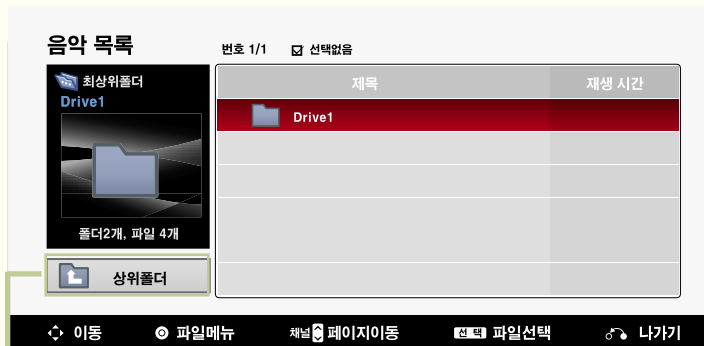 음악 목록
번호 1/1 선택없음
최상위폴더
Drive1
폴더2개, 파일 4개
상위폴더
제목 재생 시간
Drive1
이동 파일메뉴 채널 페이지이동 선 택 파일선택 나가기